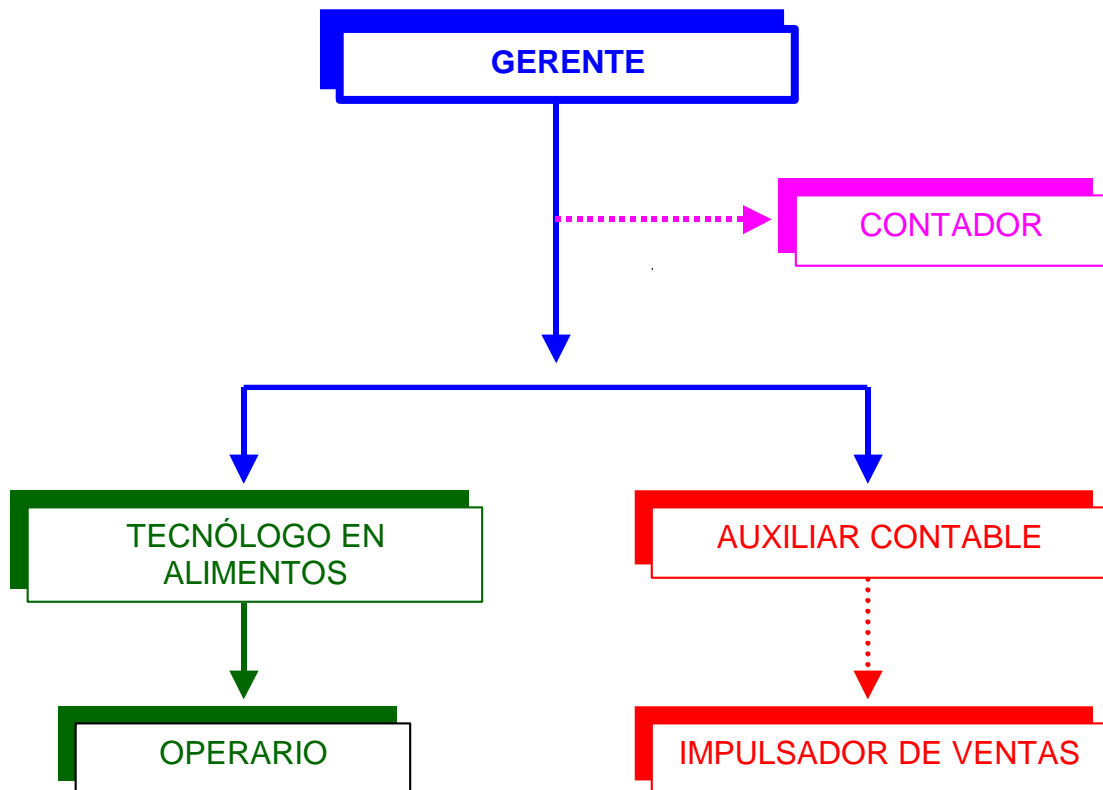 GERENTE
CONTADOR
TECNÓLOGO EN
ALIMENTOS
AUXILIAR CONTABLE
OPERARIO
IMPULSADOR DE VENTAS